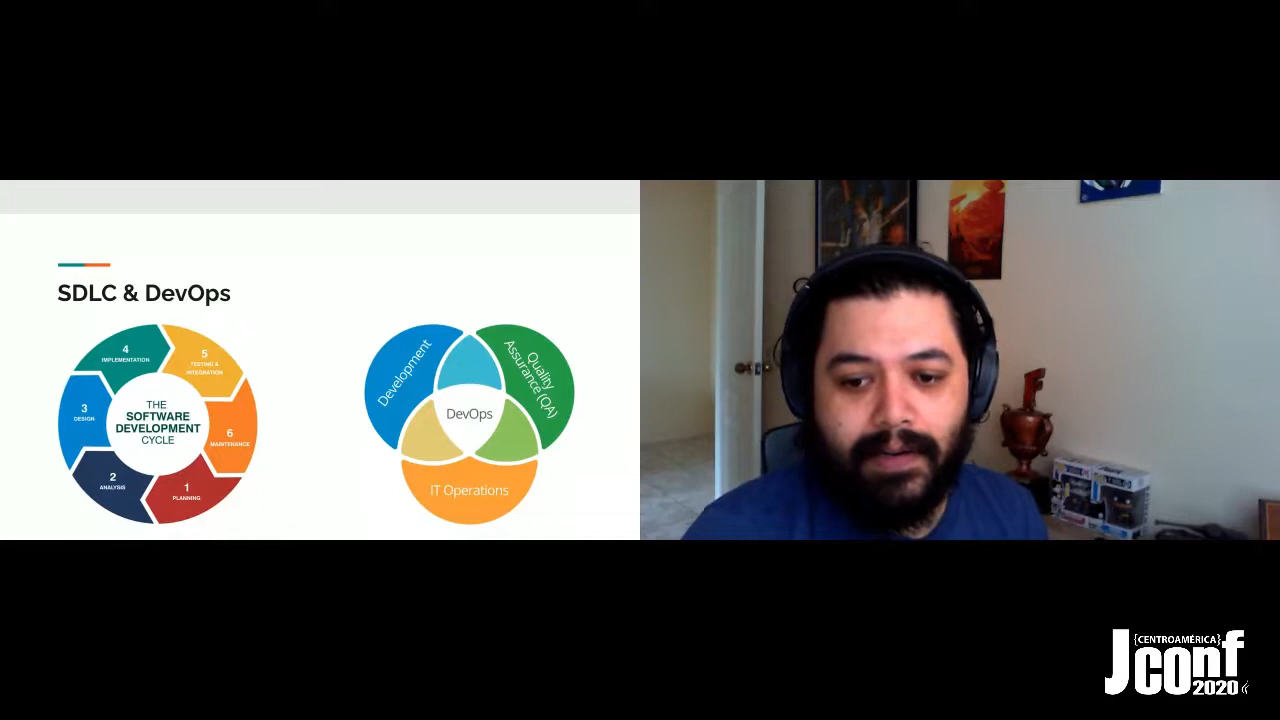 SDLC & DevOps
4
IMPLEMENTATION
5
TESTING &
INTEGRATION
3
DESIGN
THE
SOFTWARE
DEVELOPMENT
CYCLE
6
MAINTENANCE
2
ANALYSIS
1
PLANNING
Development
Quality
Assurance (QA)
DevOps
IT Operations
{CENTROAMÉRICA}
Jconf
2020